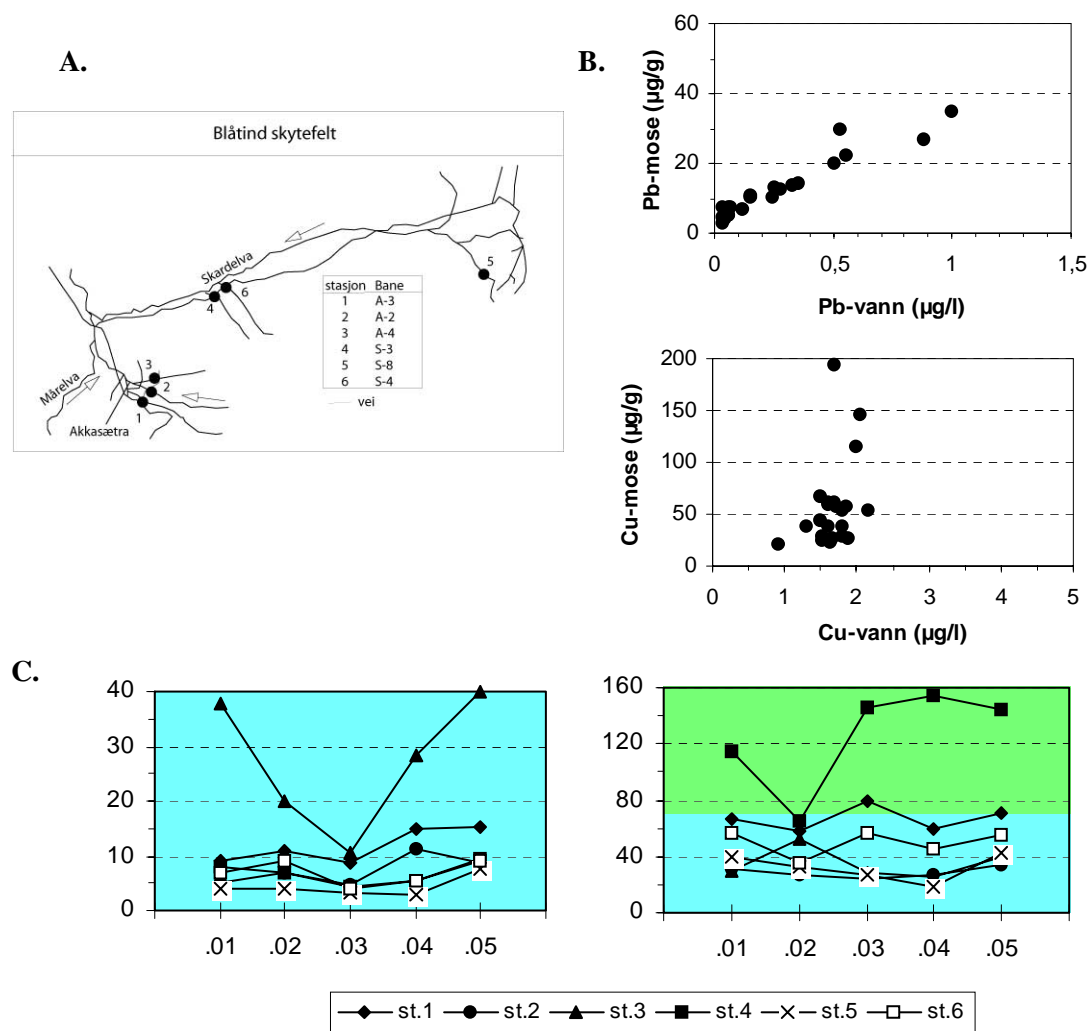 A.
Blåtind skytefelt
Skardelva
5
6
4
stasjon Bane
1 A-3
2 A-2
3 A-4
4 S-3
5 S-8
6 S-4
vei
3
2
1
Mårelva
Akkasætra
B.
60
40
20
0
Pb-mose (µg/g)
0 0,5 1 1,5
Pb-vann (µg/l)
200
150
100
50
0
Cu-mose (µg/g)
0 1 2 3 4 5
Cu-vann (µg/l)
C.
40
30
20
10
0
.01 .02 .03 .04 .05
160
120
80
40
0
.01 .02 .03 .04 .05
st.1 st.2 st.3 st.4 st.5 st.6